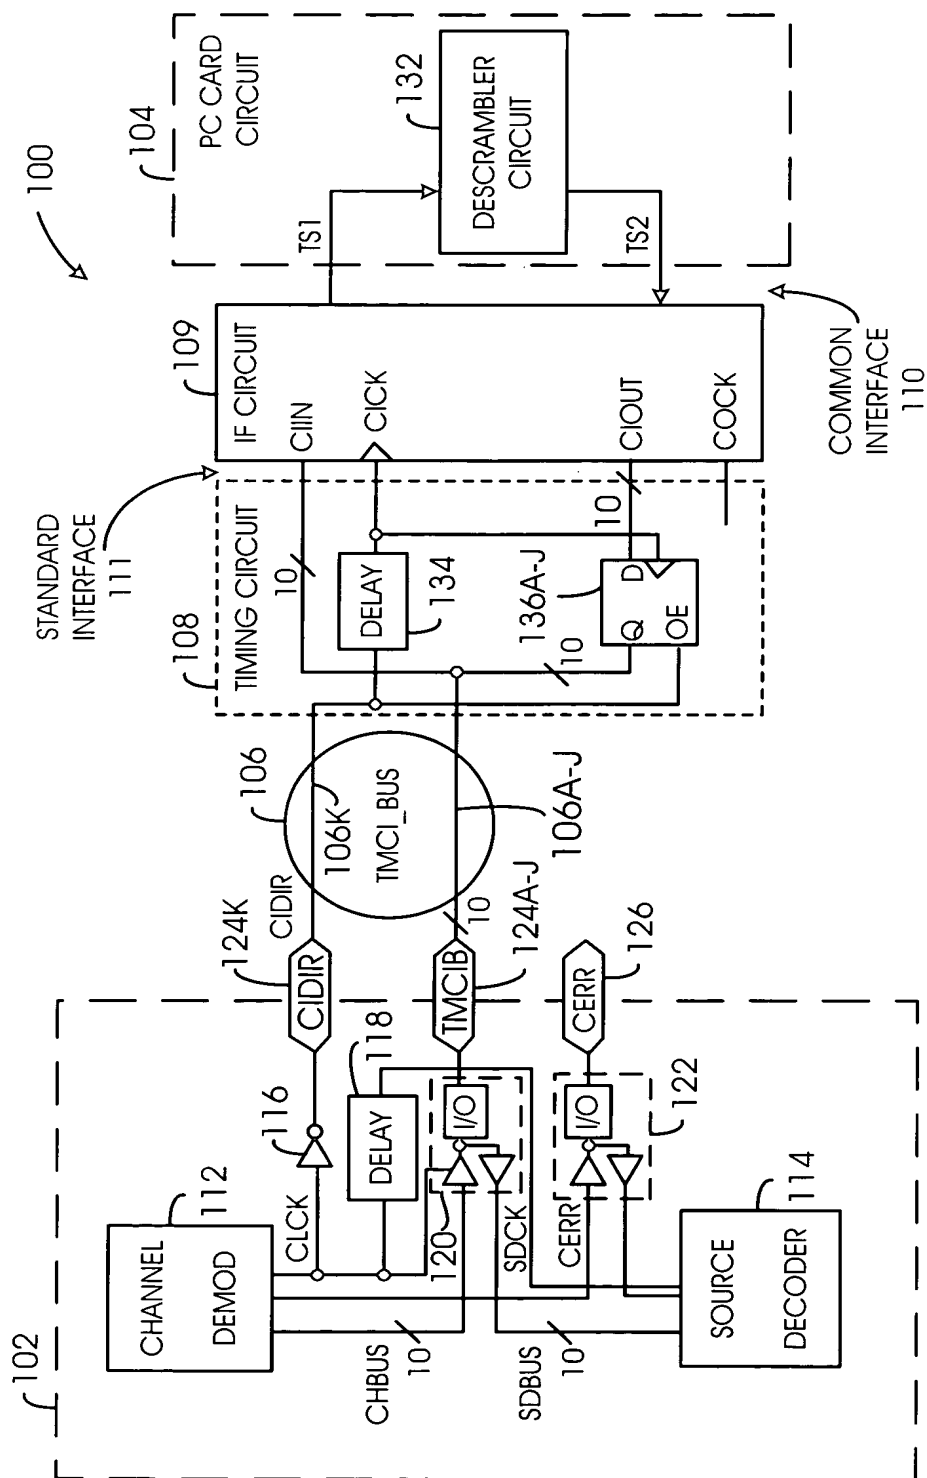 100
102
112
CHANNEL
DEMOD
CLCK
116
DELAY
118
CHBUS
10
120
I/O
SDCK
SDBUS
10
CERR
I/O
122
114
SOURCE
DECODER
124K
CIDIR
CIDIR
TMCIB
124A-J
10
CERR
126
106
106K
TMCI_BUS
106A-J
STANDARD
INTERFACE
111
108
TIMING CIRCUIT
10
DELAY
134
136A-J
10
Q
D
OE
10
109
IF CIRCUIT
CIIN
CICK
CIOUT
COCK
COMMON
INTERFACE
110
TS1
TS2
104
PC CARD
CIRCUIT
132
DESCRAMBLER
CIRCUIT